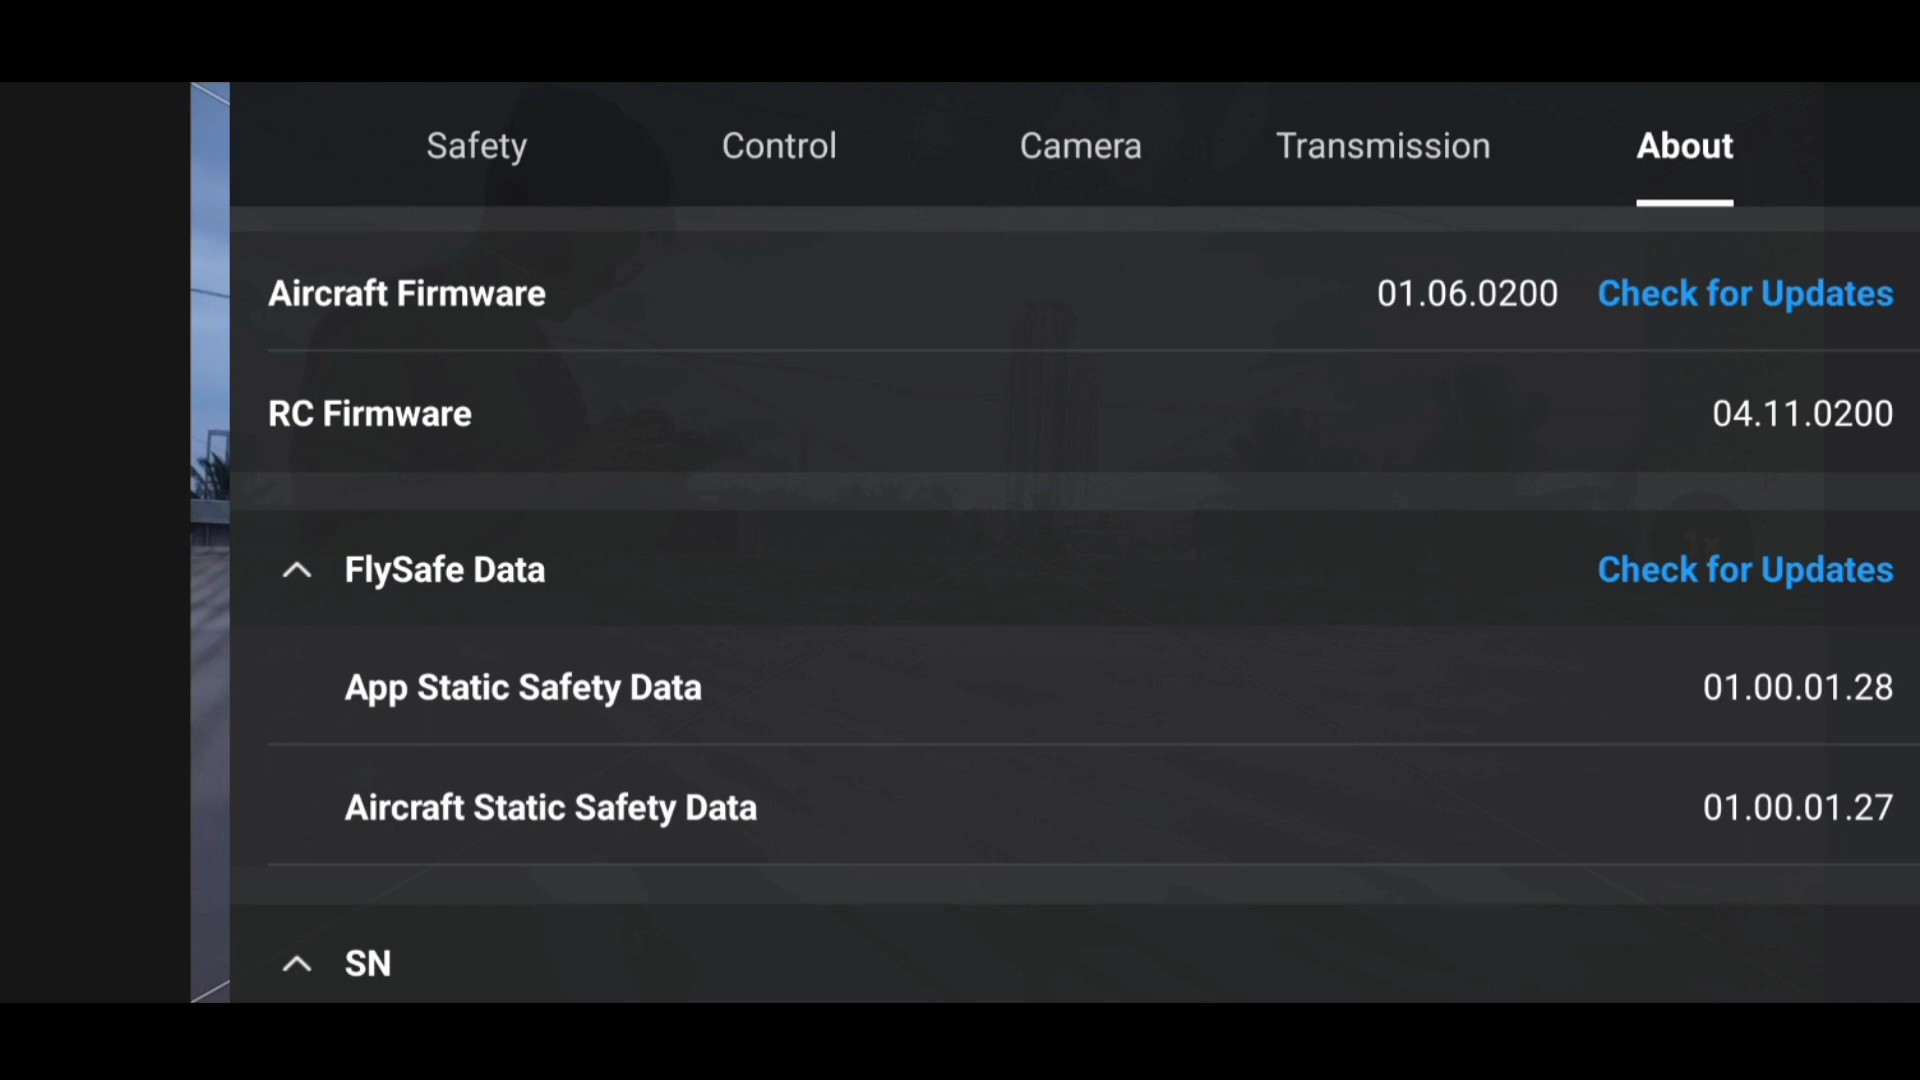 Safety Control Camera Transmission About
Aircraft Firmware 01.06.0200 Check for Updates
RC Firmware 04.11.0200
FlySafe Data Check for Updates
App Static Safety Data 01.00.01.28
Aircraft Static Safety Data 01.00.01.27
SN